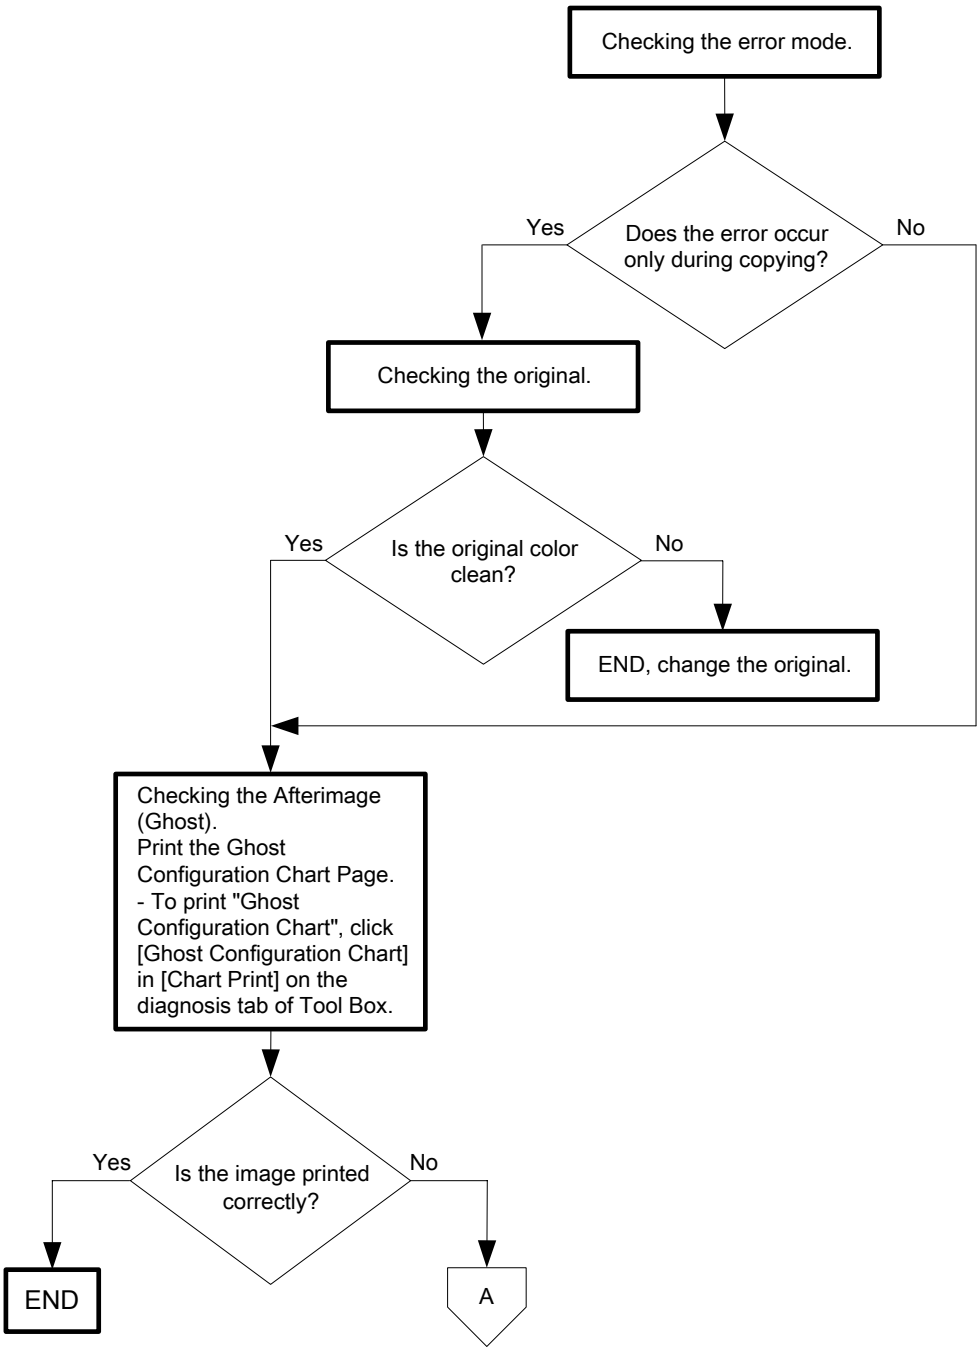 Checking the error mode.
Yes
Does the error occur
only during copying?
No
Checking the original.
Yes
Is the original color
clean?
No
END, change the original.
Checking the Afterimage
(Ghost).
Print the Ghost
Configuration Chart Page.
- To print "Ghost
Configuration Chart", click
[Ghost Configuration Chart]
in [Chart Print] on the
diagnosis tab of Tool Box.
Yes
Is the image printed
correctly?
No
END
A